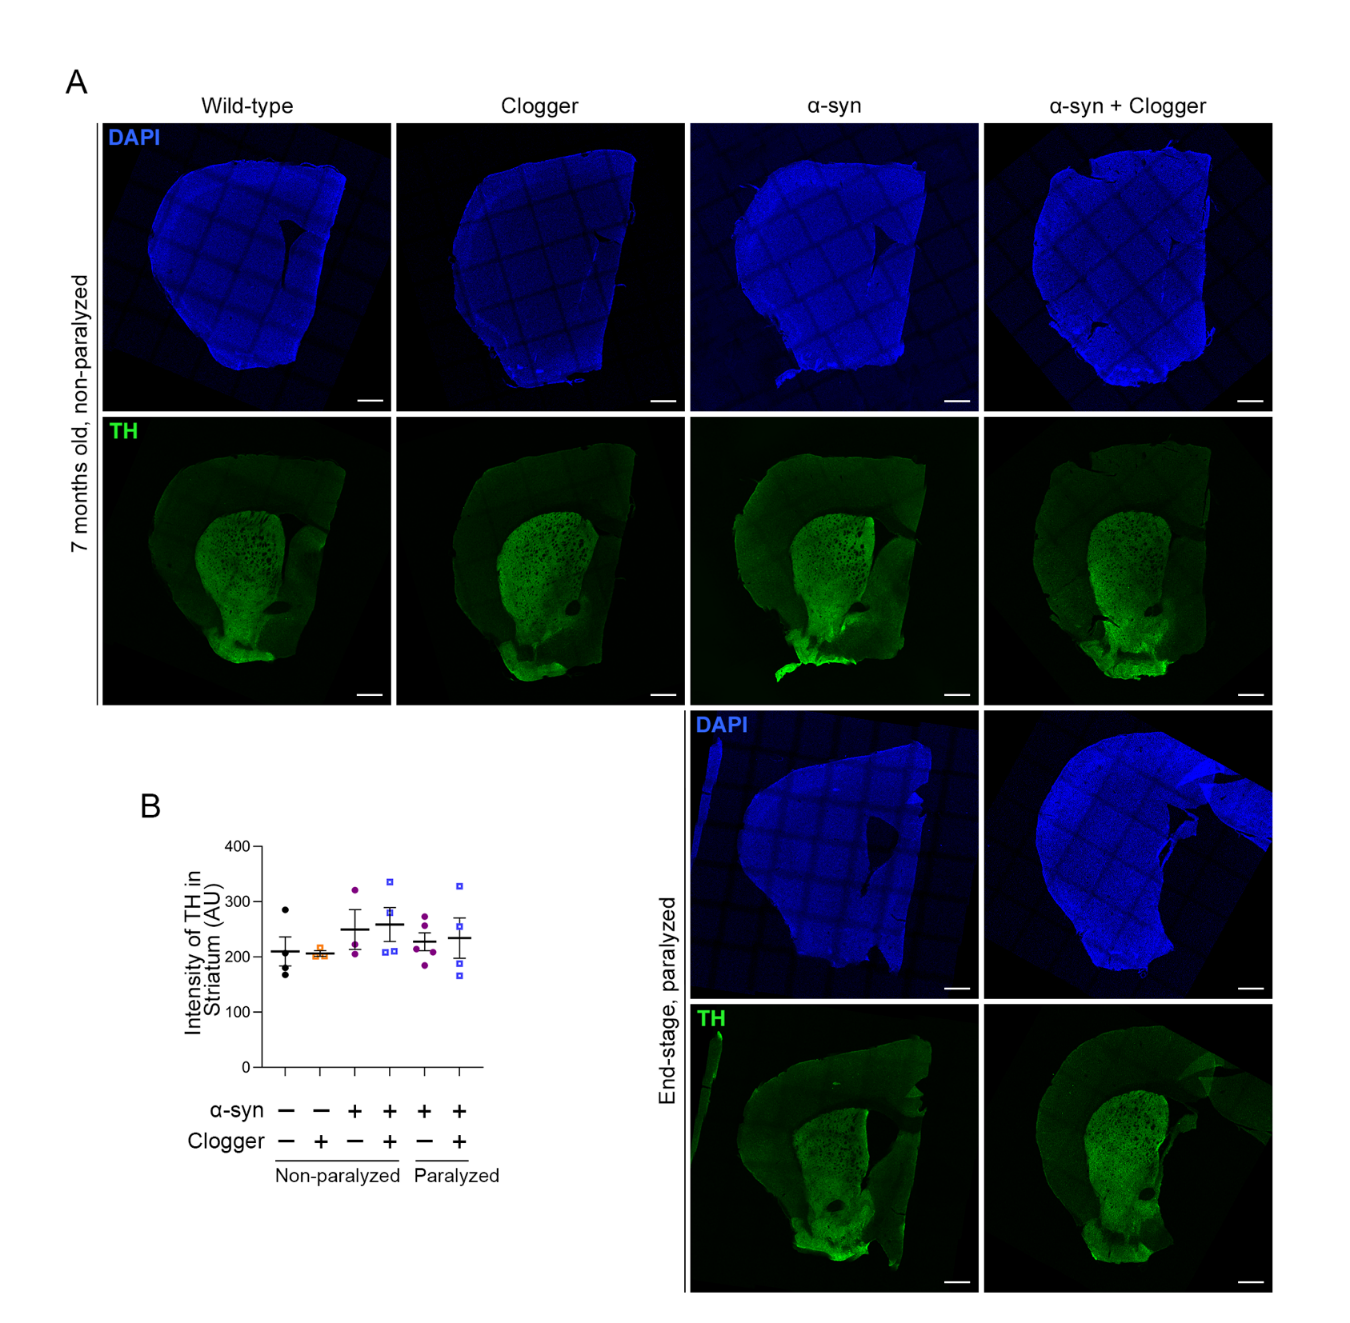 A
Wild-type
Clogger
α-syn
α-syn + Clogger
7 months old, non-paralyzed
DAPI
TH
End-stage, paralyzed
DAPI
TH
B
Intensity of TH in
Striatum (AU)
400
300
200
100
0
α-syn − − + + + +
Clogger − + − + − +
Non-paralyzed
Paralyzed